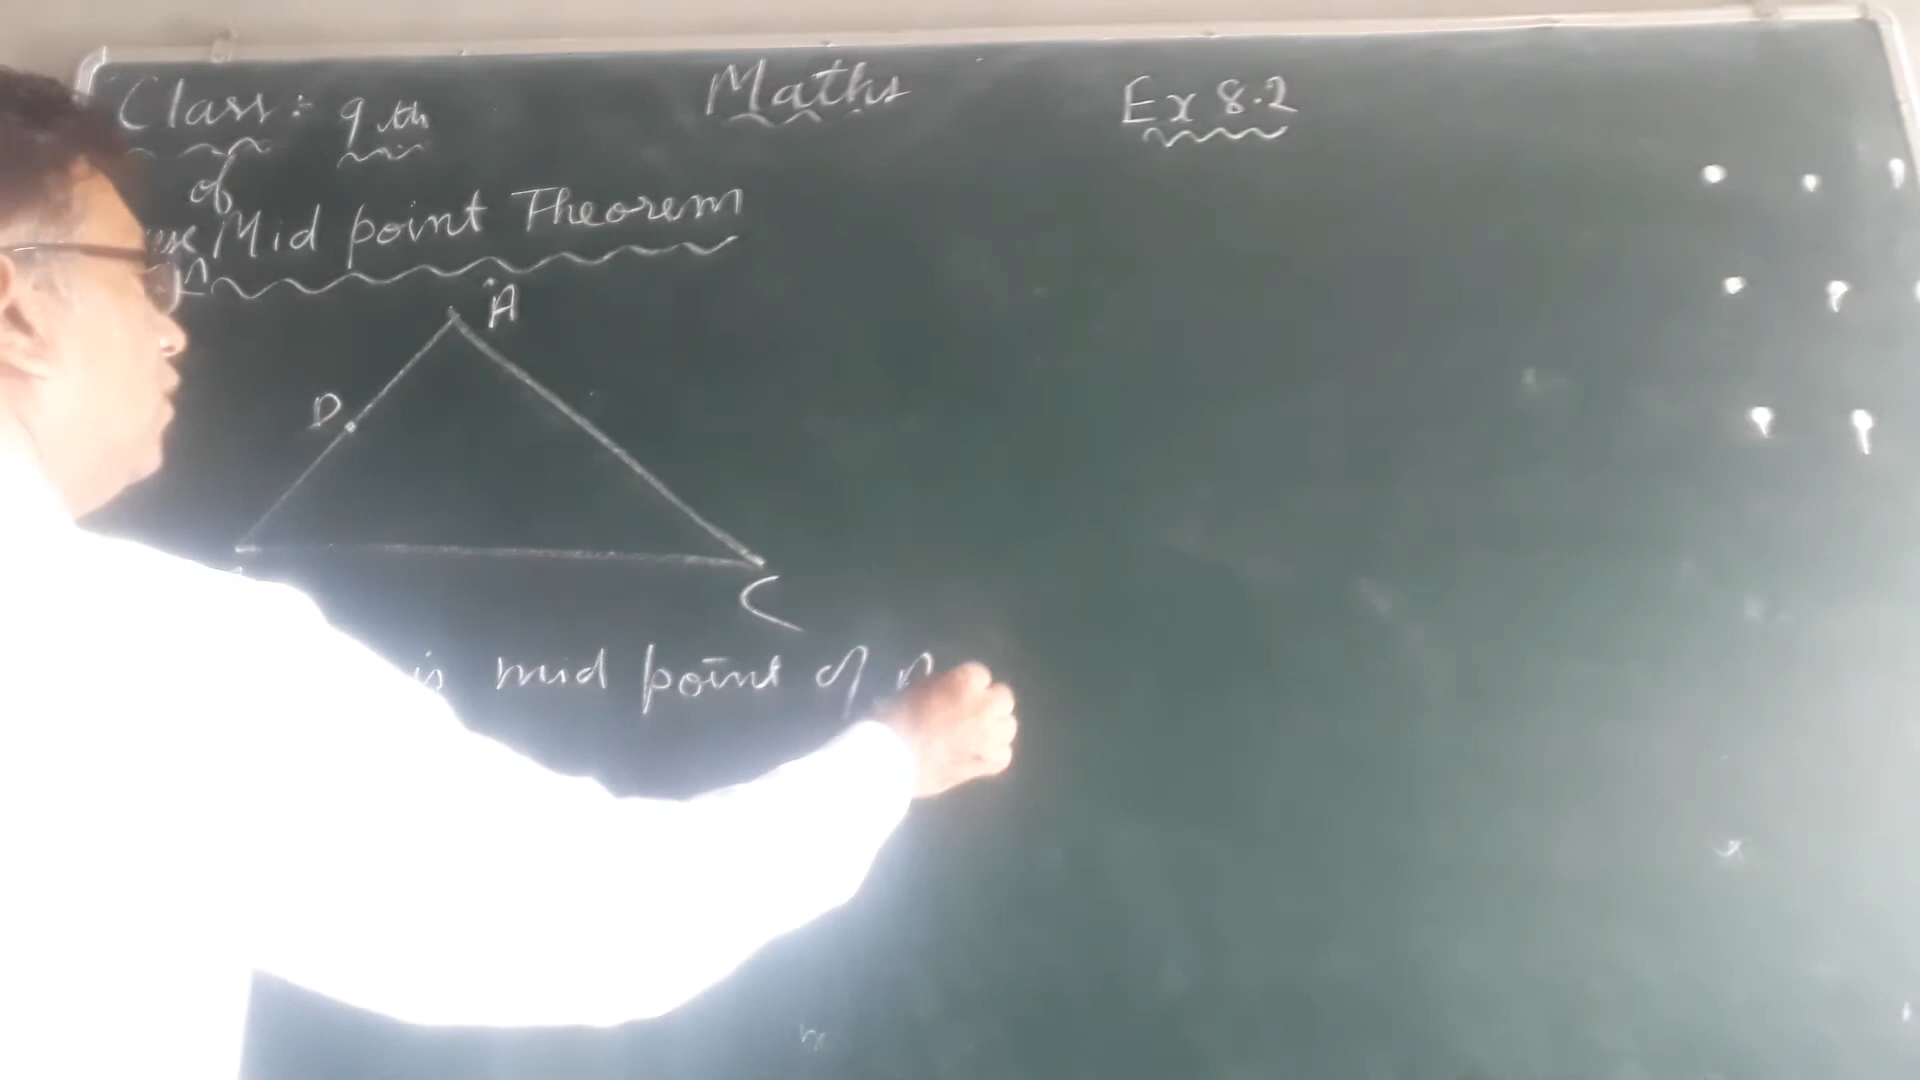 Class:- 9th
Maths
Ex 8.2
of
Mid point Theorem
A
D
C
is mid point of